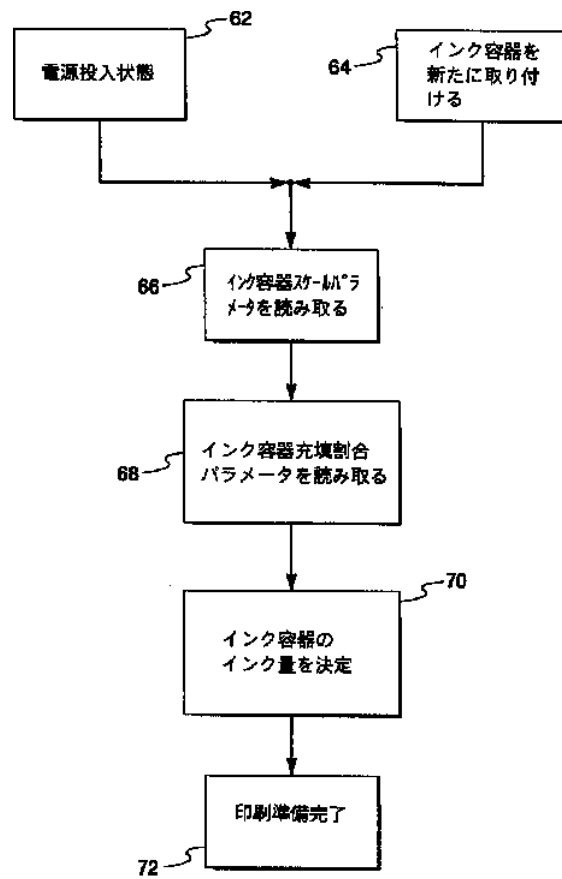 62
電源投入状態
64
インク容器を
新たに取り付
ける
66
インク容器ｽｹｰﾙﾊﾟﾗ
ﾒｰﾀを読み取る
68
インク容器充填割合
パラメータを読み取る
70
インク容器の
インク量を決定
印刷準備完了
72